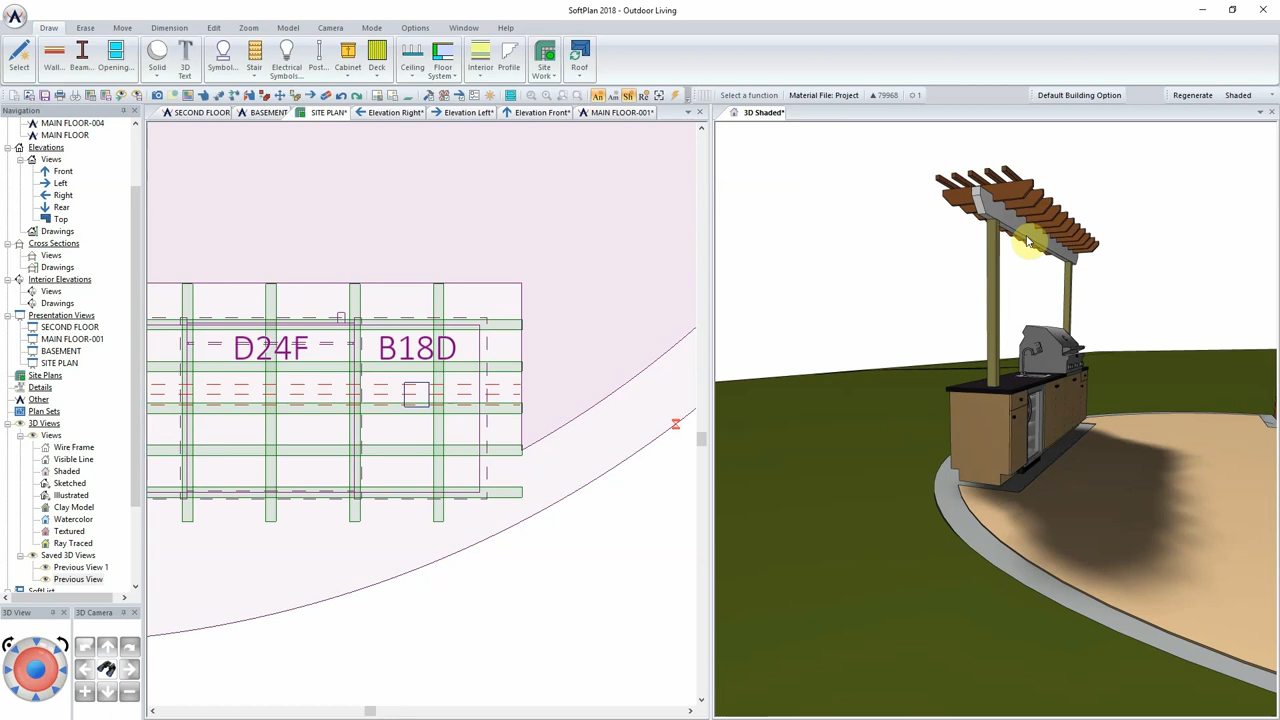 SoftPlan 2018 - Outdoor Living
Draw Erase Move Dimension Edit Zoom Model Camera Mode Options Window Help
Select Wall... Beam... Opening... Solid 3D Text Symbol... Stair Electrical Symbols... Post... Cabinet Deck Ceiling Floor System Interior Profile Site Work Roof
An Sh R Select a function Material File: Project 79968 1 Default Building Option Regenerate Shaded
Navigation
SECOND FLOOR BASEMENT SITE PLAN* Elevation Right* Elevation Left* Elevation Front* MAIN FLOOR-001* 3D Shaded*
MAIN FLOOR-004
MAIN FLOOR
Elevations
Views
Front
Left
Right
Rear
Top
Drawings
Cross Sections
Views
Drawings
Interior Elevations
Views
Drawings
Presentation Views
SECOND FLOOR
MAIN FLOOR-001
BASEMENT
SITE PLAN
Site Plans
Details
Other
Plan Sets
3D Views
Views
Wire Frame
Visible Line
Shaded
Sketched
Illustrated
Clay Model
Watercolor
Textured
Ray Traced
Saved 3D Views
Previous View 1
Previous View
SoftList
3D View 3D Camera
D24F B18D